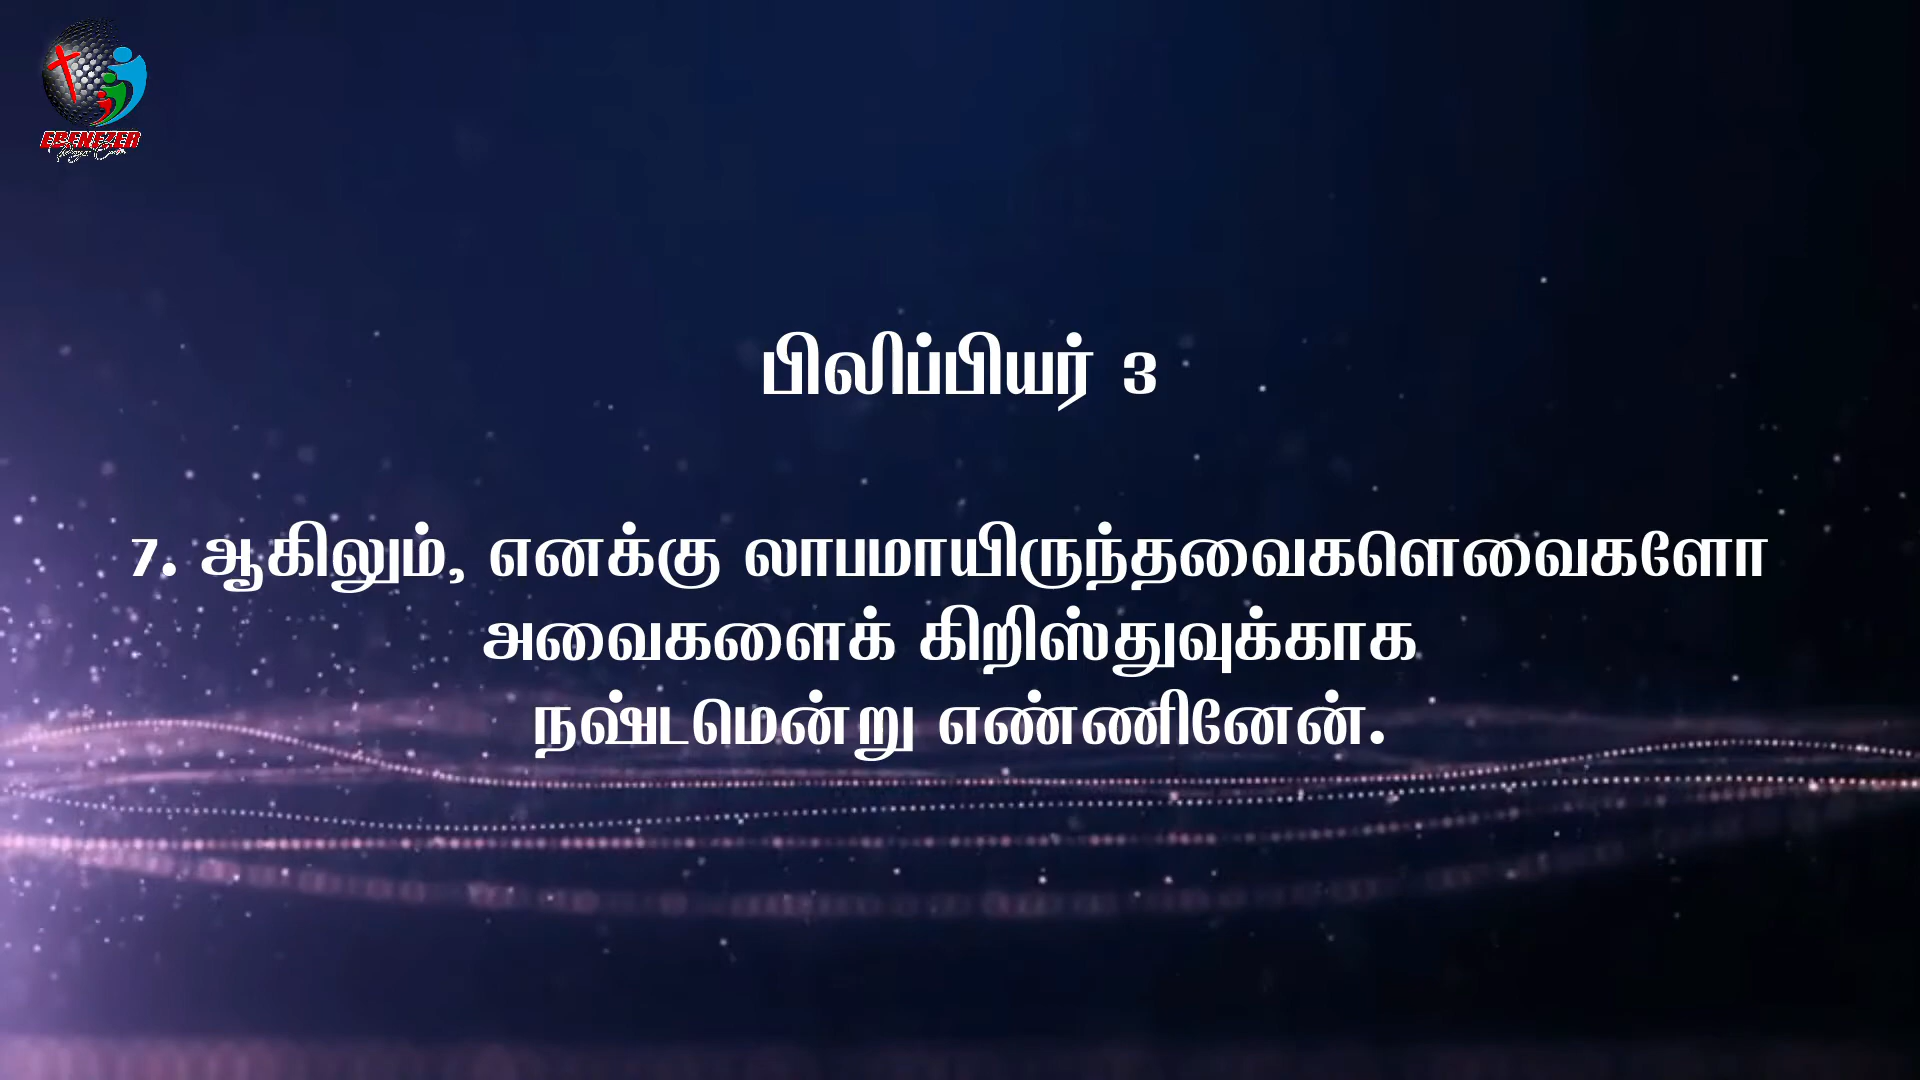 EBENEZER
பிலிப்பியர் 3
7. ஆகிலும், எனக்கு லாபமாயிருந்தவைகளெவைகளோ
அவைகளைக் கிறிஸ்துவுக்காக
நஷ்டமென்று எண்ணினேன்.